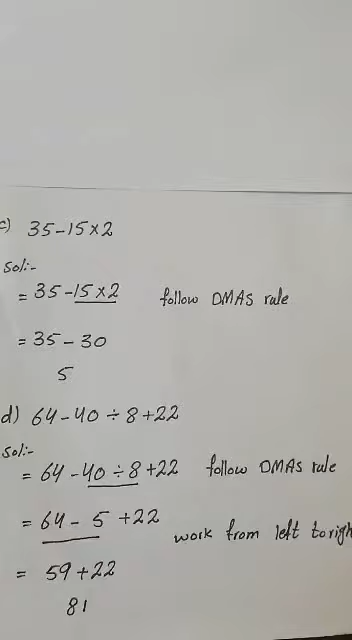 c) 35-15×2
Sol:-
= 35-15×2 follow DMAS rule
= 35-30
5
d) 64-40÷8+22
Sol:-
= 64-40÷8+22 follow DMAS rule
= 64-5+22
work from left to righ
= 59+22
81